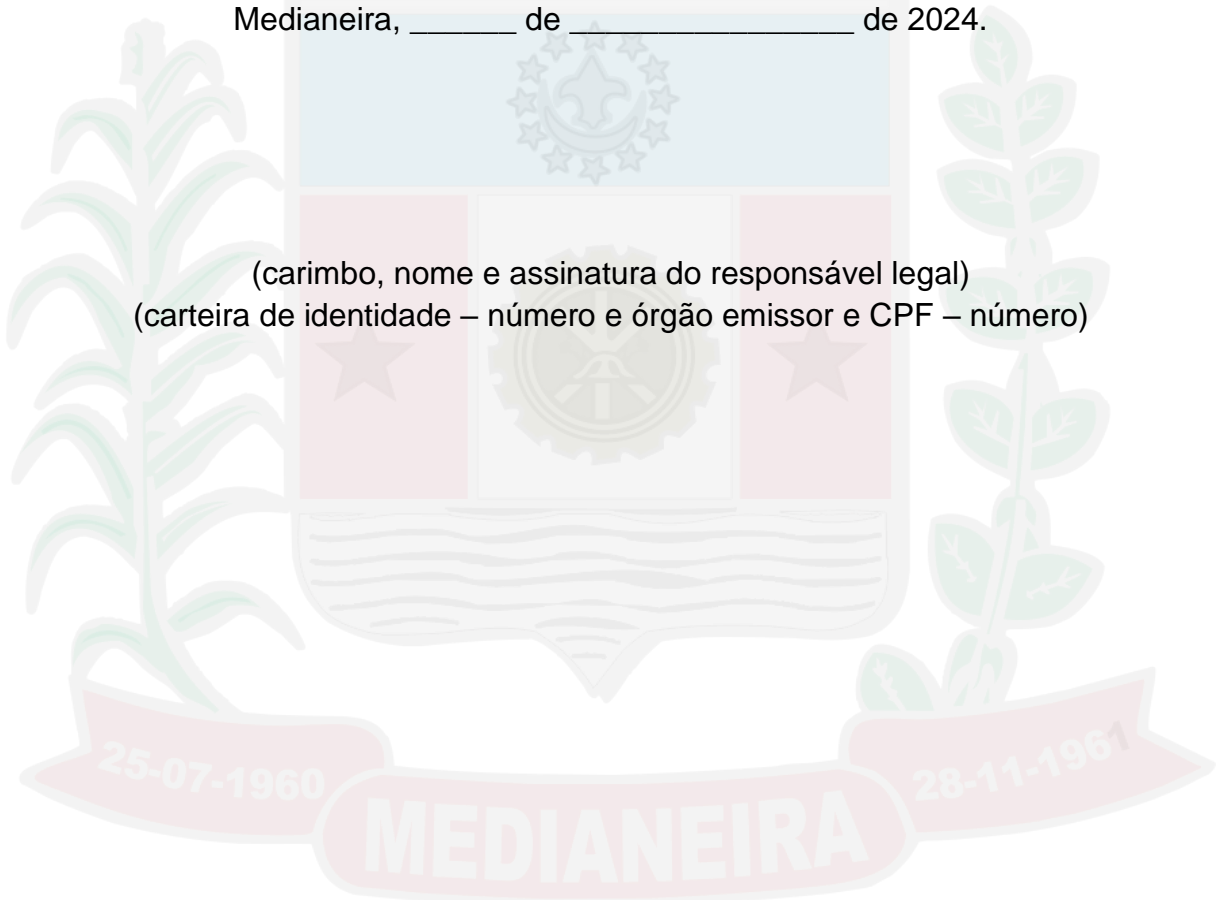 Medianeira, ______ de ________________ de 2024.
(carimbo, nome e assinatura do responsável legal)
(carteira de identidade – número e órgão emissor e CPF – número)
25-07-1960
28-11-1961
MEDIANEIRA